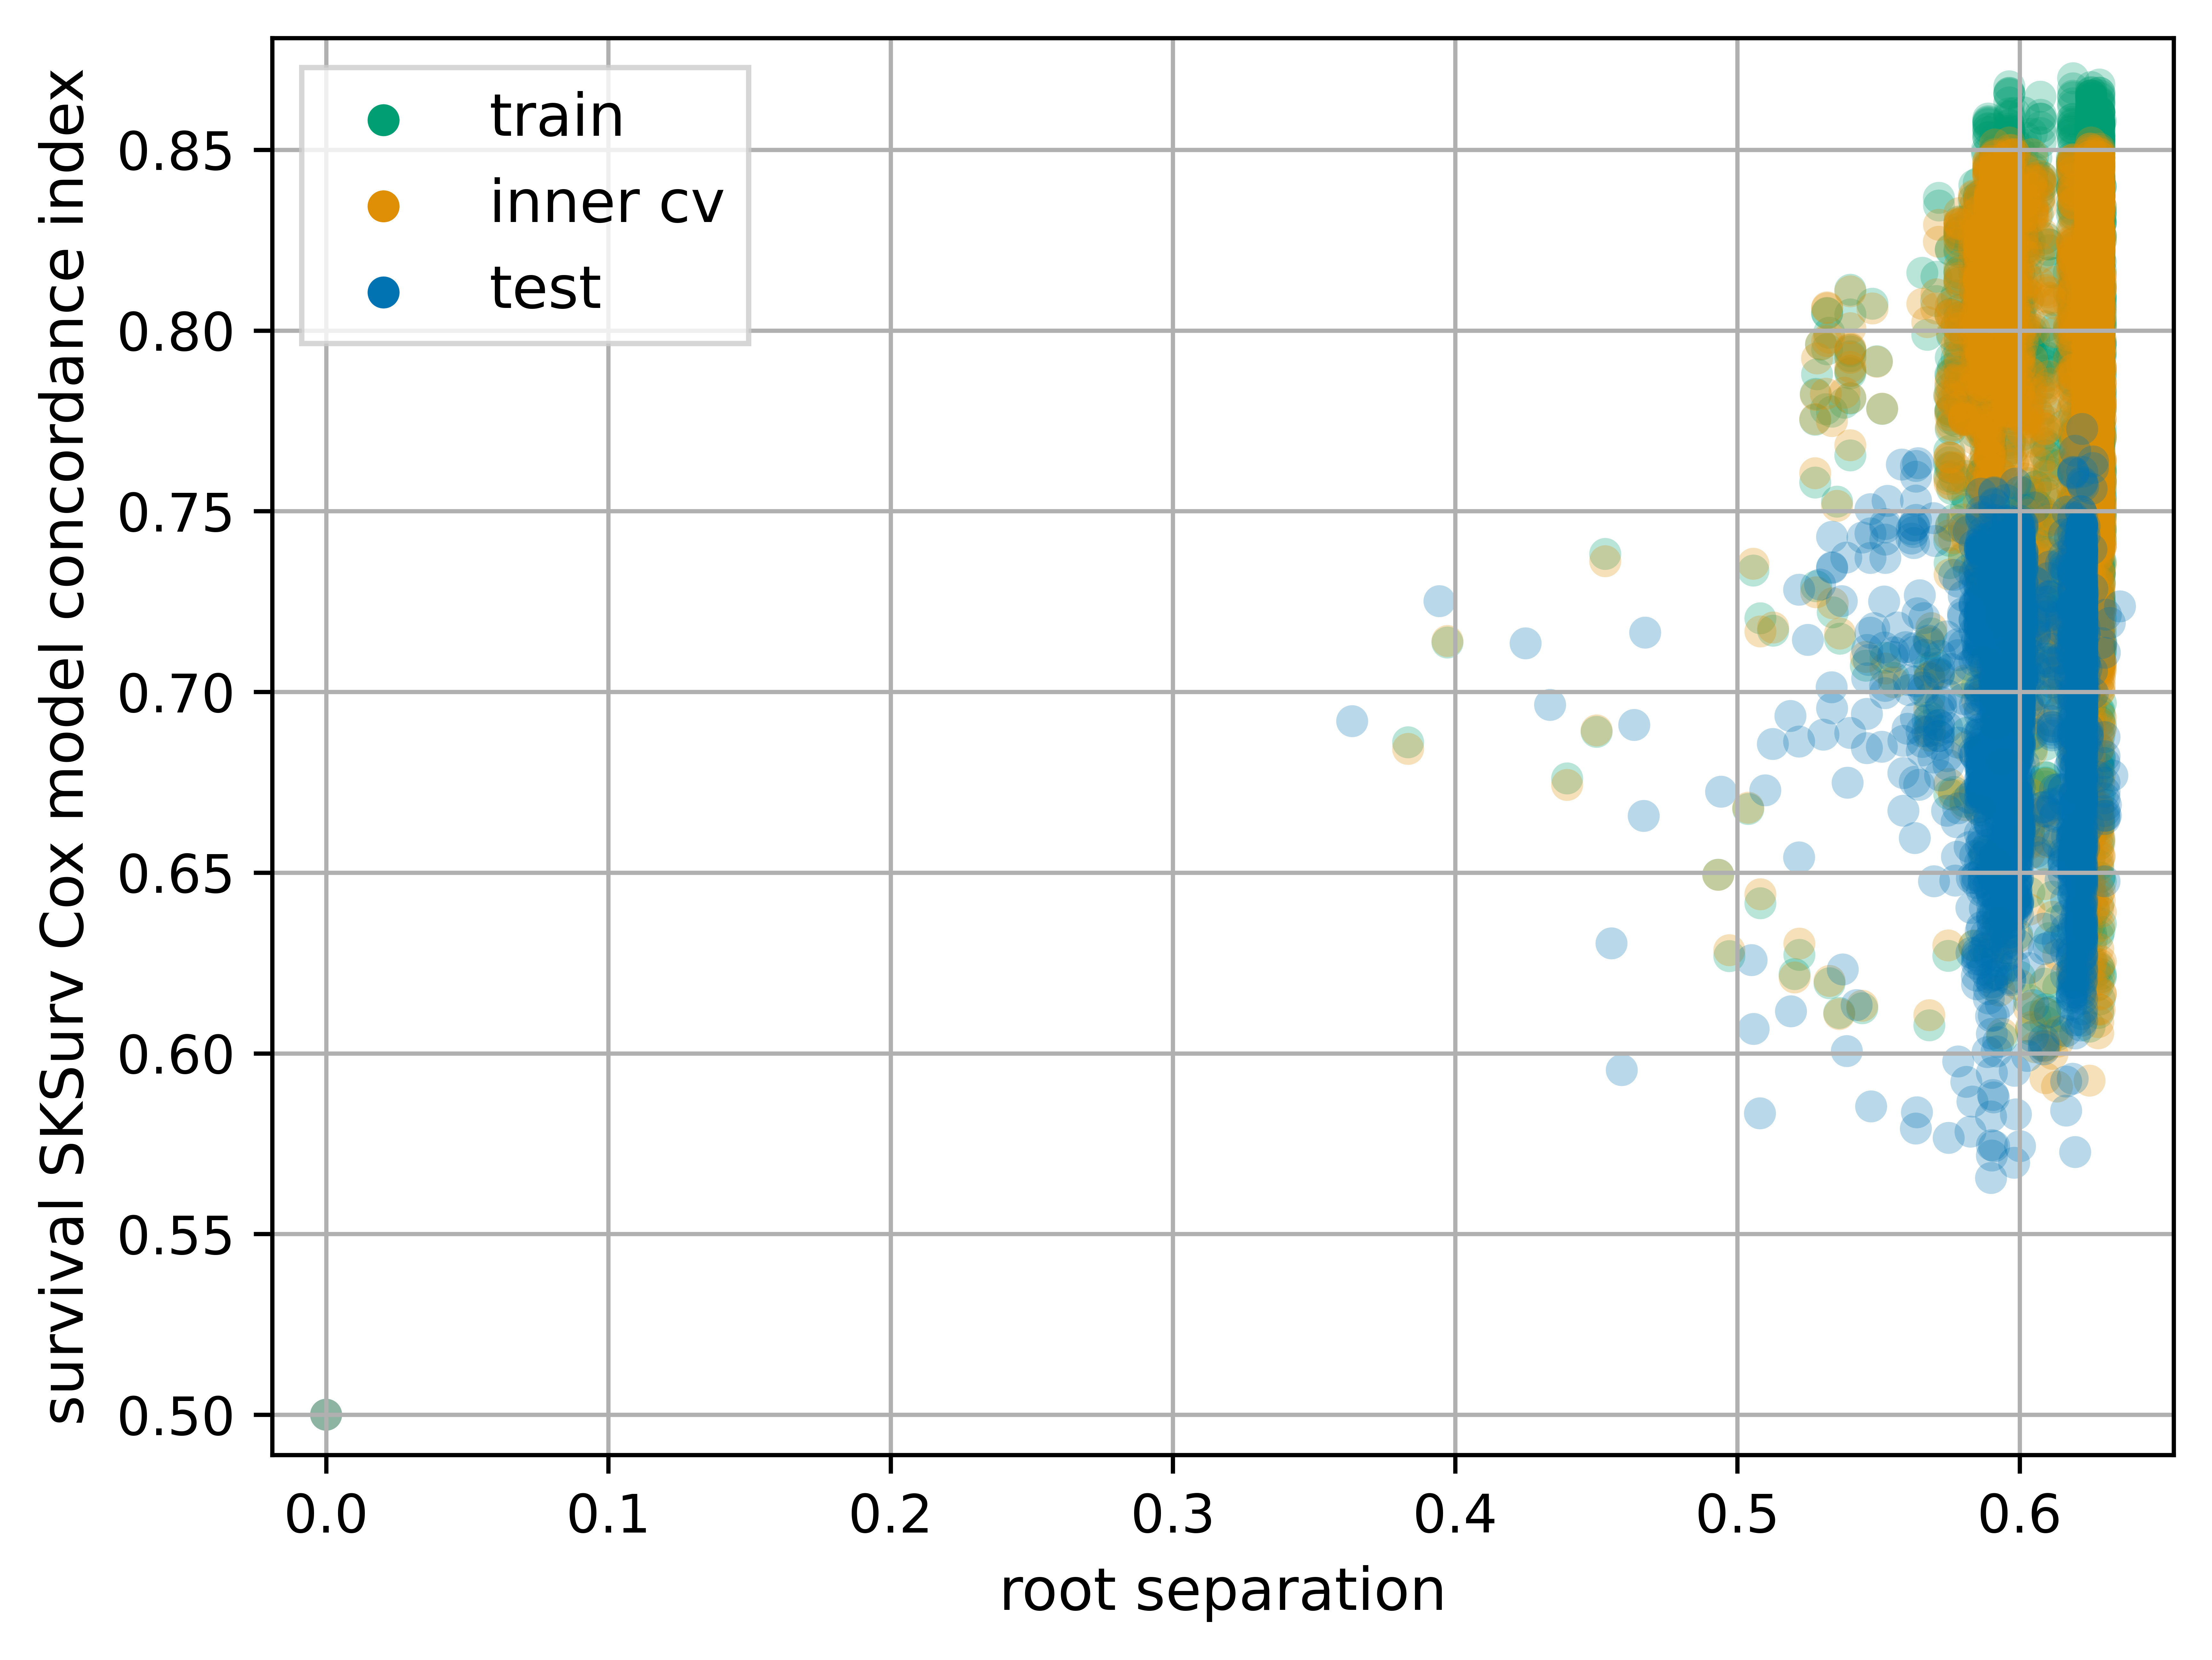 train
inner cv
test
survival SKSurv Cox model concordance index
0.85
0.80
0.75
0.70
0.65
0.60
0.55
0.50
0.0 0.1 0.2 0.3 0.4 0.5 0.6
root separation